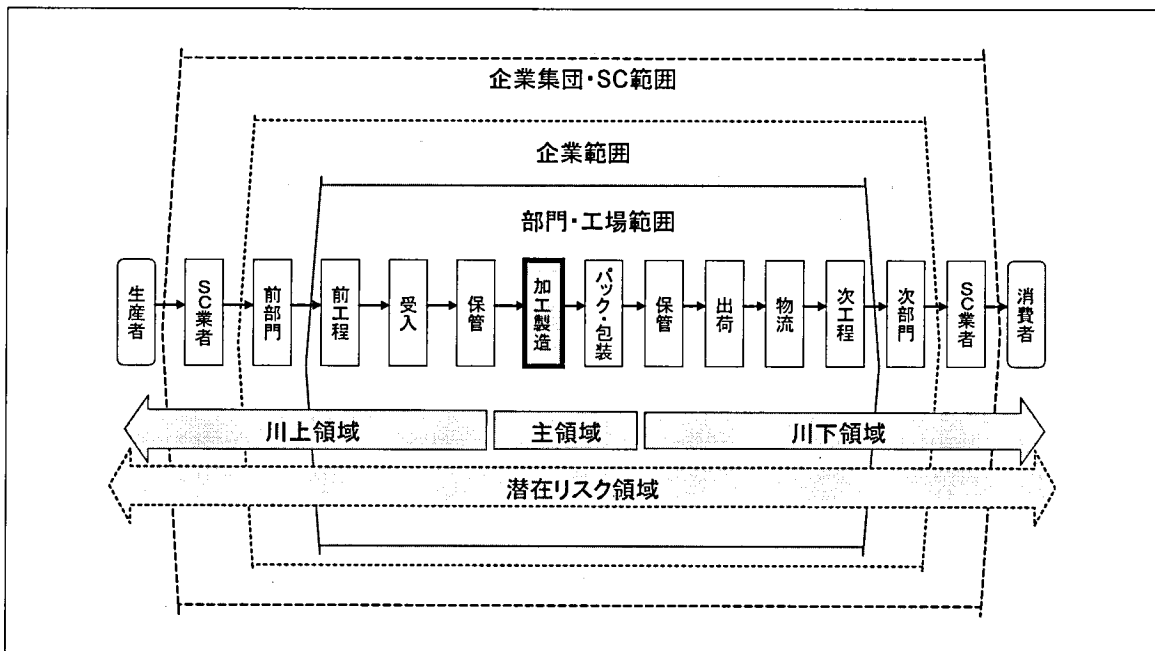 企業集団・SC範囲
企業範囲
部門・工場範囲
生産者
SC業者
前部門
前工程
受入
保管
加工製造
パック・包装
保管
出荷
物流
次工程
次部門
SC業者
消費者
川上領域
主領域
川下領域
潜在リスク領域